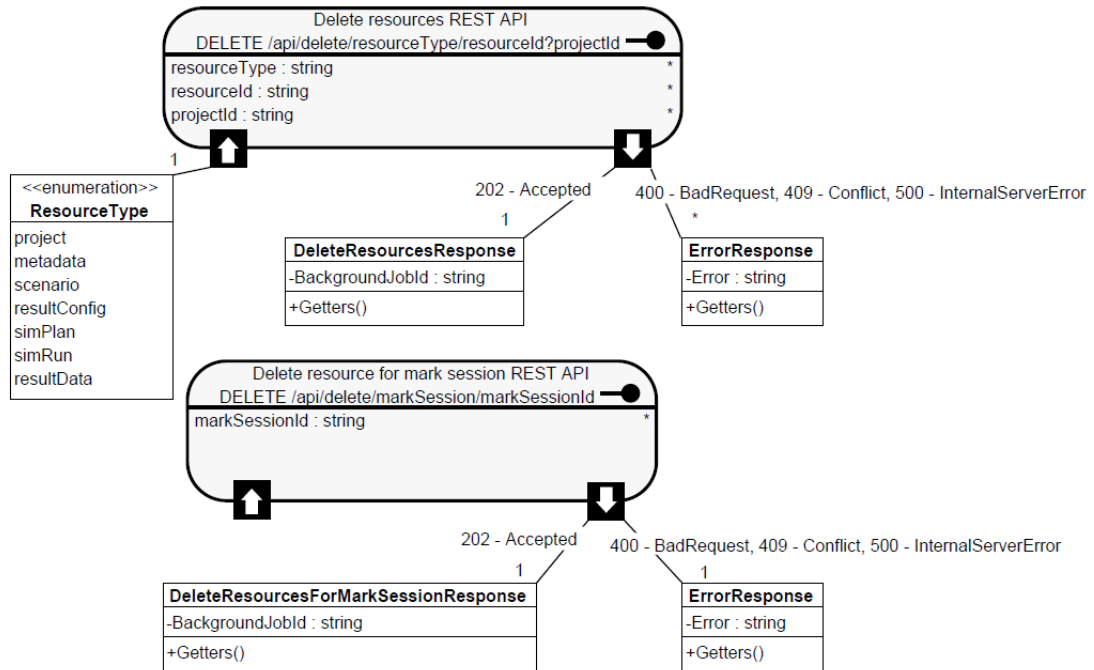 Delete resources REST API
DELETE /api/delete/resourceType/resourceId?projectId
resourceType : string *
resourceId : string *
projectId : string *
1
<<enumeration>>
ResourceType
project
metadata
scenario
resultConfig
simPlan
simRun
resultData
202 - Accepted
1
400 - BadRequest, 409 - Conflict, 500 - InternalServerError
*
DeleteResourcesResponse
-BackgroundJobId : string
+Getters()
ErrorResponse
-Error : string
+Getters()
Delete resource for mark session REST API
DELETE /api/delete/markSession/markSessionId
markSessionId : string *
202 - Accepted
1
400 - BadRequest, 409 - Conflict, 500 - InternalServerError
1
DeleteResourcesForMarkSessionResponse
-BackgroundJobId : string
+Getters()
ErrorResponse
-Error : string
+Getters()